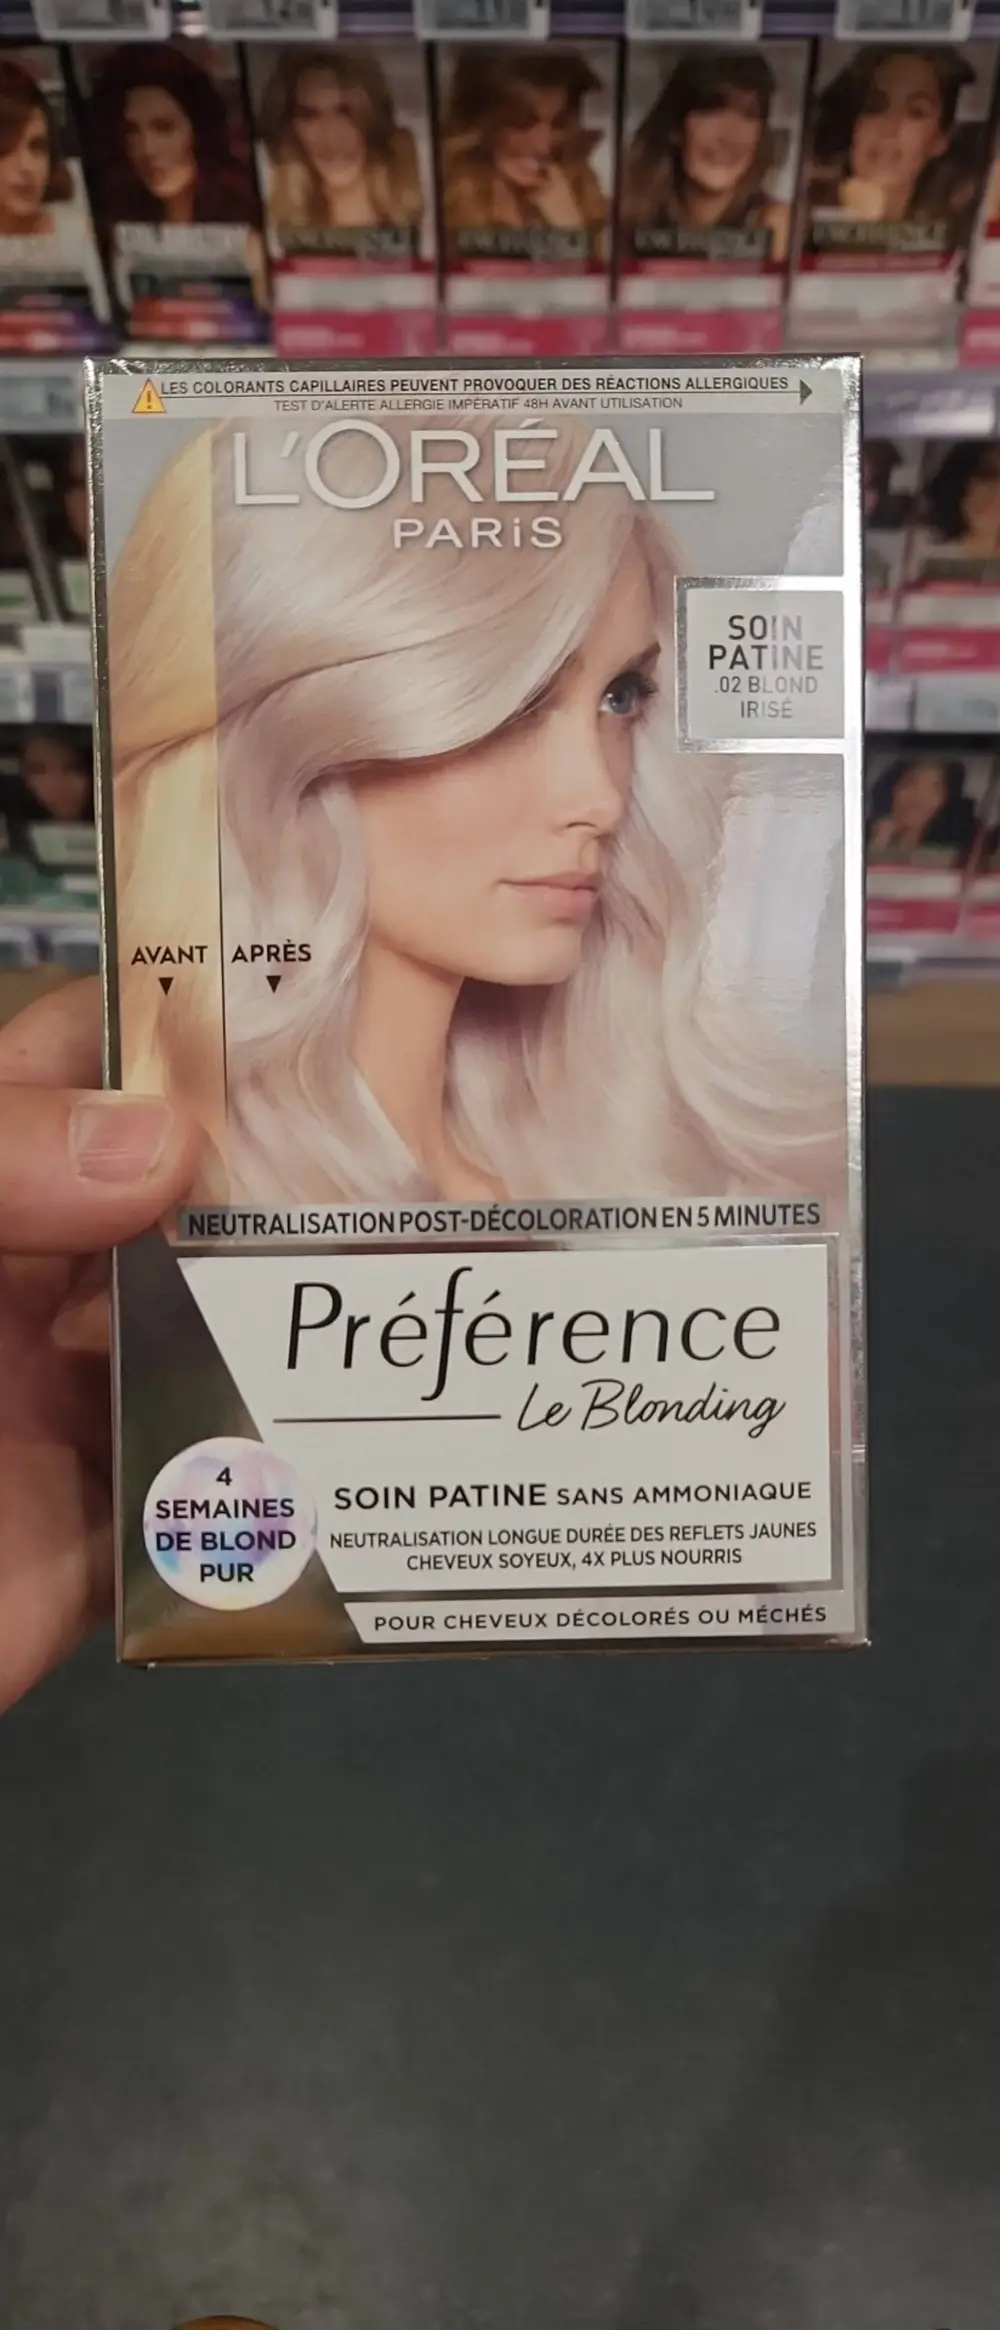 LES COLORANTS CAPILLAIRES PEUVENT PROVOQUER DES RÉACTIONS ALLERGIQUES
TEST D'ALERTE ALLERGIE IMPÉRATIF 48H AVANT UTILISATION
L'ORÉAL
PARiS
SOIN
PATINE
.02 BLOND
IRISÉ
AVANT
APRÈS
NEUTRALISATION POST-DÉCOLORATION EN 5 MINUTES
Préférence
Le Blonding
4
SEMAINES
DE BLOND
PUR
SOIN PATINE SANS AMMONIAQUE
NEUTRALISATION LONGUE DURÉE DES REFLETS JAUNES
CHEVEUX SOYEUX, 4X PLUS NOURRIS
POUR CHEVEUX DÉCOLORÉS OU MÉCHÉS